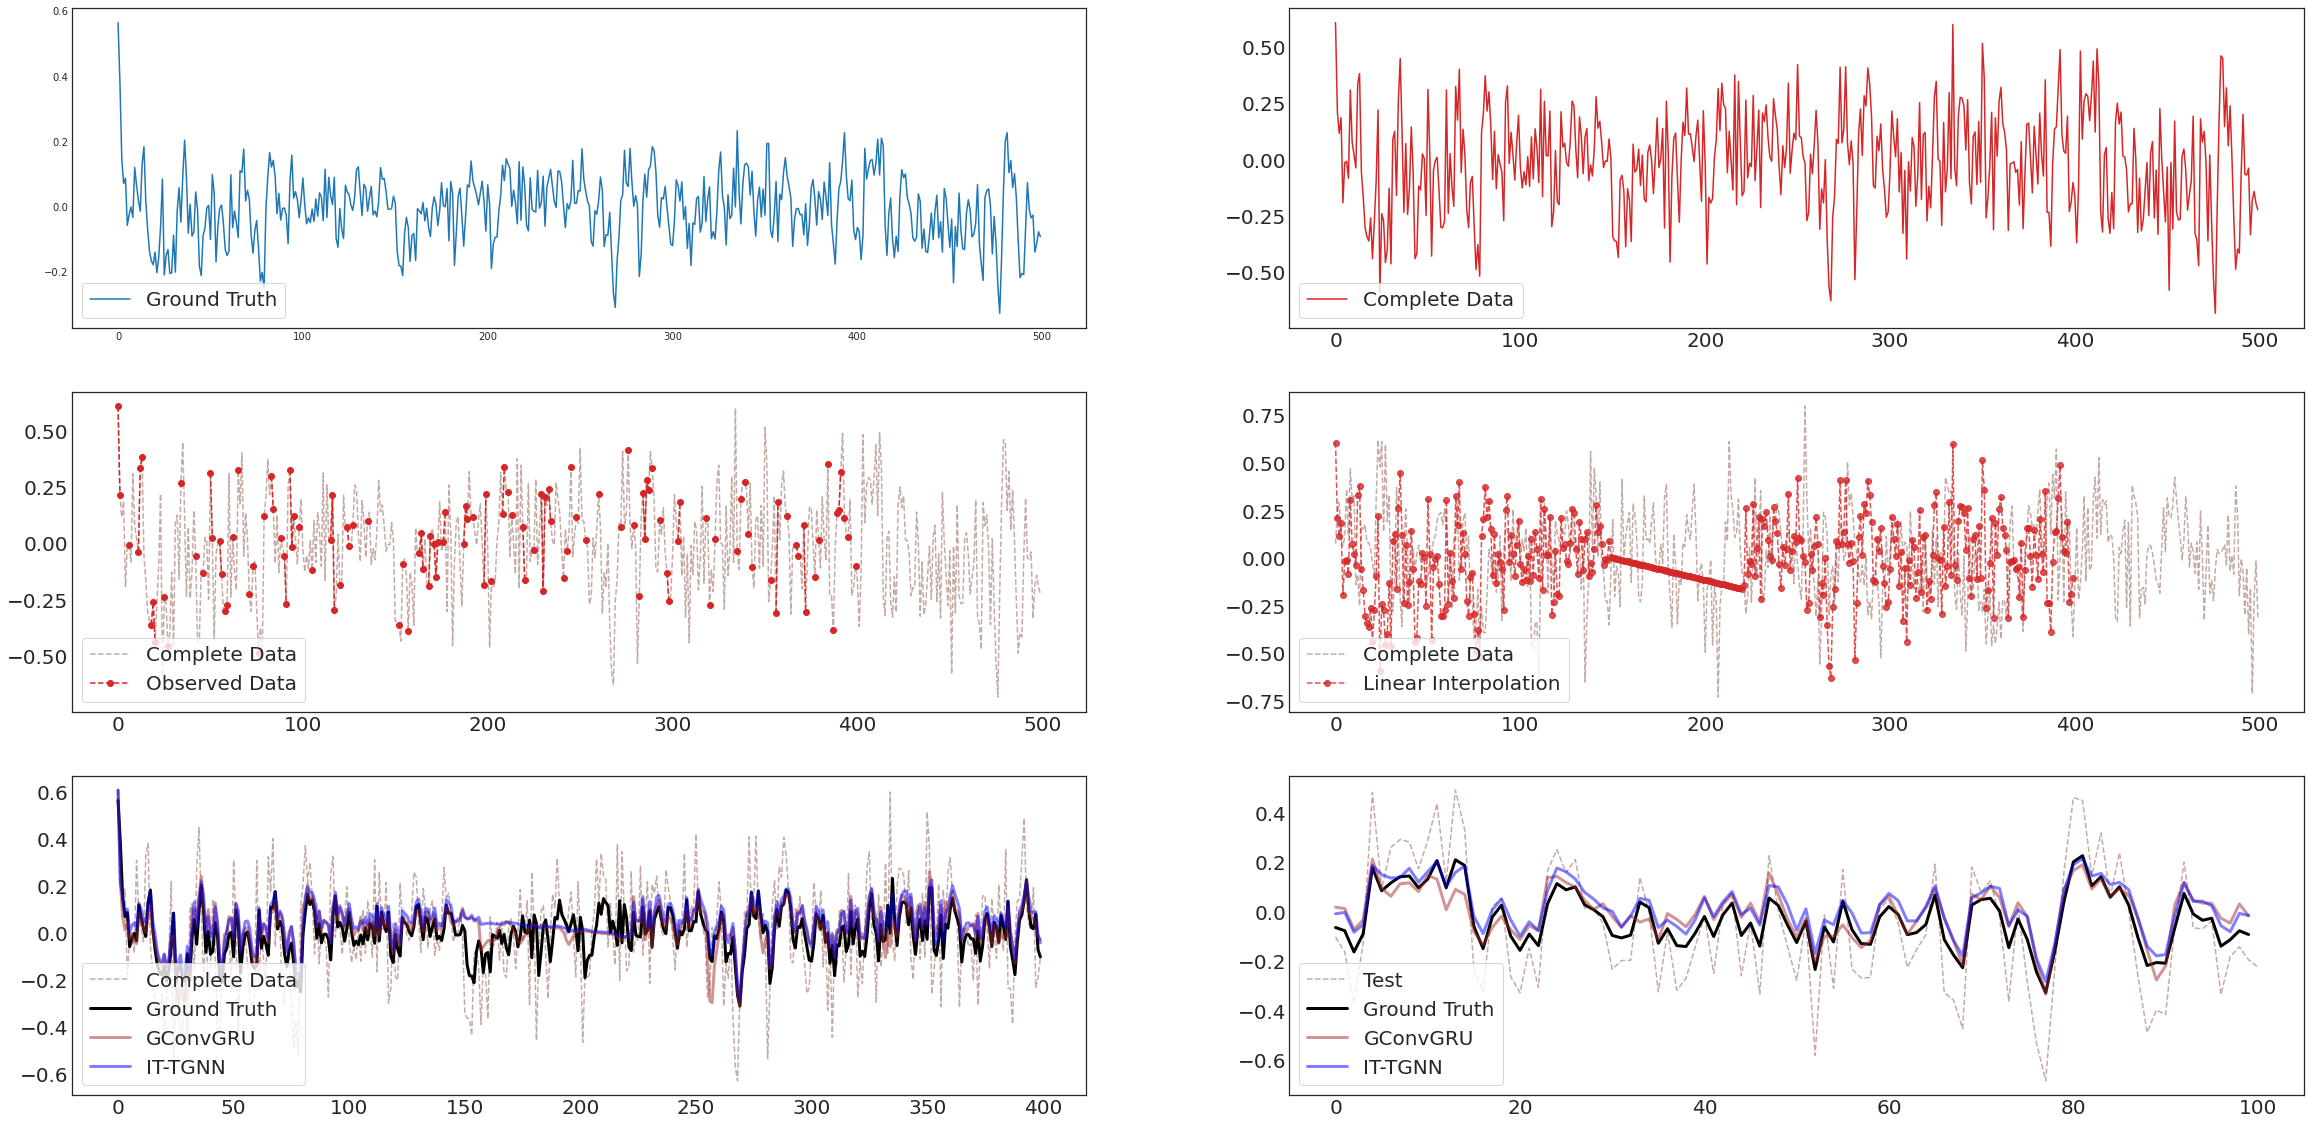 0.6
0.4
0.2
0.0
−0.2
Ground Truth
0 100 200 300 400 500
0.50
0.25
0.00
−0.25
−0.50
Complete Data
0 100 200 300 400 500
0.50
0.25
0.00
−0.25
−0.50
Complete Data
Observed Data
0 100 200 300 400 500
0.75
0.50
0.25
0.00
−0.25
−0.50
−0.75
Complete Data
Linear Interpolation
0 100 200 300 400 500
0.6
0.4
0.2
0.0
−0.2
−0.4
−0.6
Complete Data
Ground Truth
GConvGRU
IT-TGNN
0 50 100 150 200 250 300 350 400
0.4
0.2
0.0
−0.2
−0.4
−0.6
Test
Ground Truth
GConvGRU
IT-TGNN
0 20 40 60 80 100